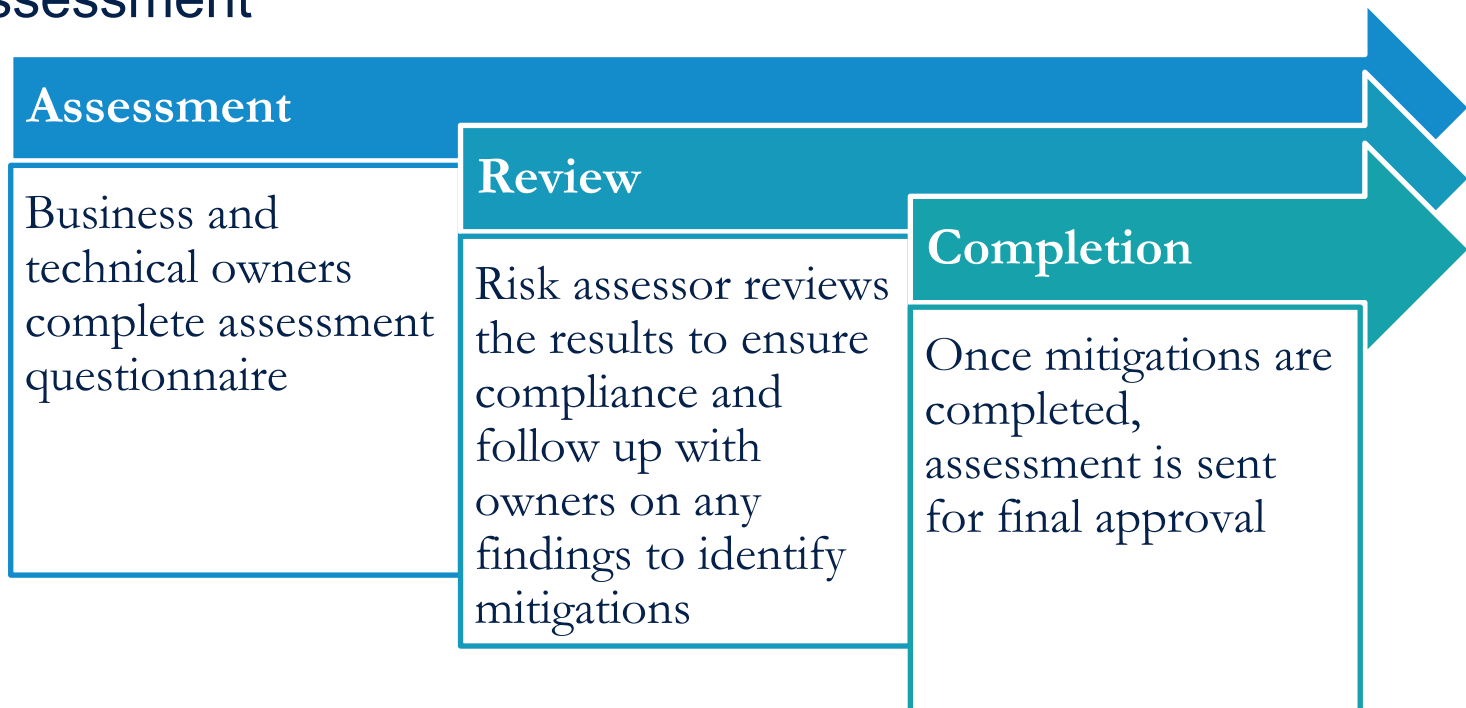 ssessment
Assessment
Business and
technical owners
complete assessment
questionnaire
Review
Risk assessor reviews
the results to ensure
compliance and
follow up with
owners on any
findings to identify
mitigations
Completion
Once mitigations are
completed,
assessment is sent
for final approval